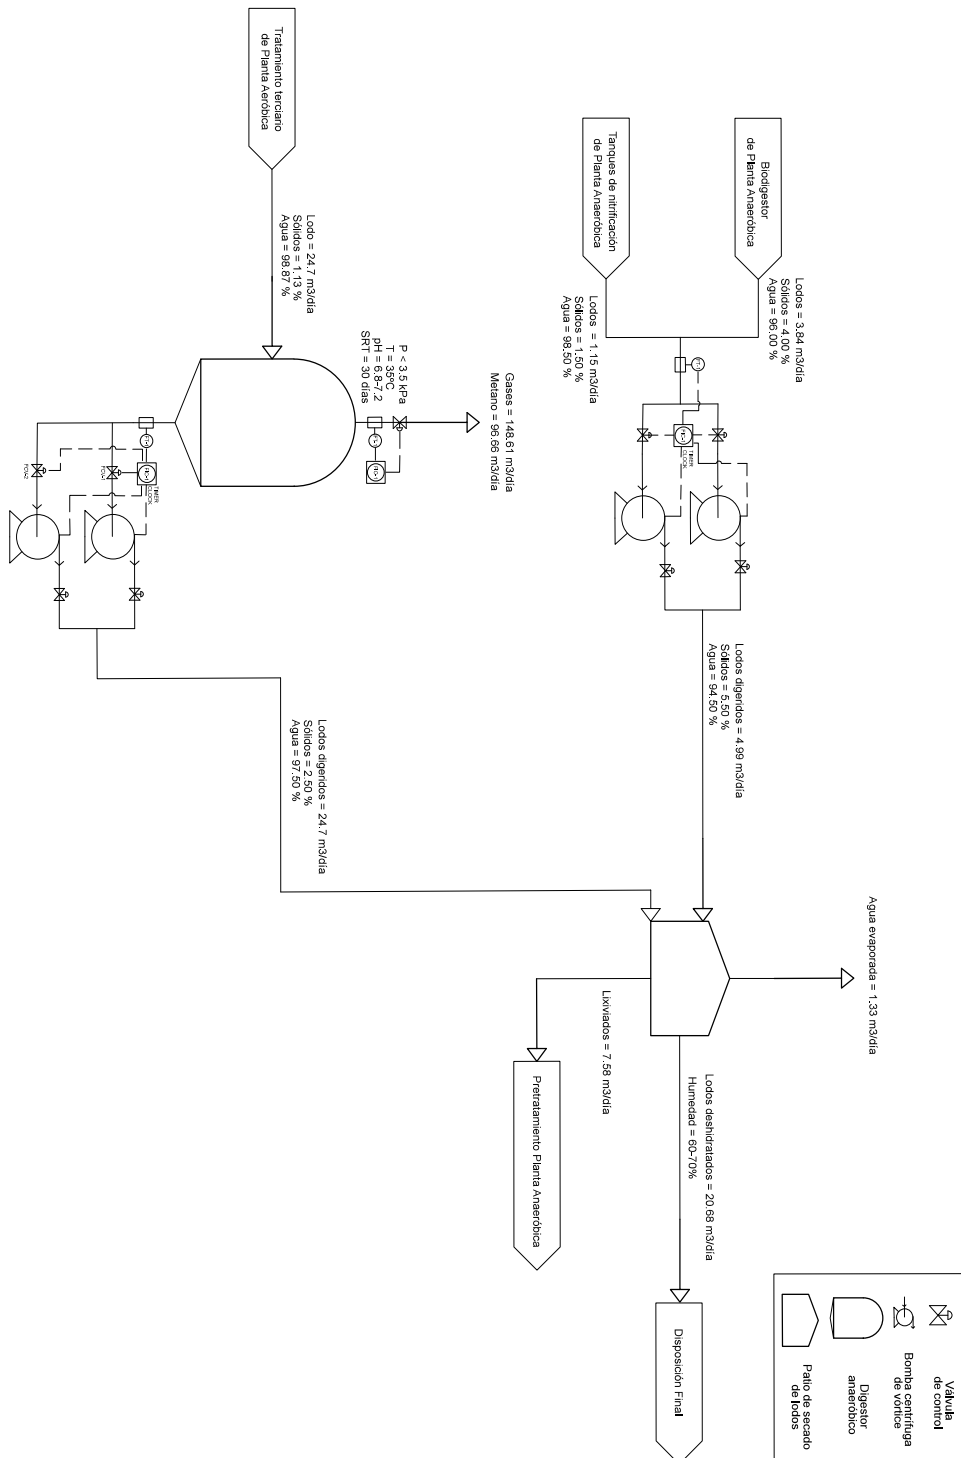 Biodigestor
de Planta Anaeróbica
Lodos = 3.84 m3/día
Sólidos = 4.00 %
Agua = 96.00 %
Tanques de nitrificación
de Planta Anaeróbica
Lodos = 1.15 m3/día
Sólidos = 1.50 %
Agua = 98.50 %
TIMER
CLOCK
Lodos digeridos = 4.99 m3/día
Sólidos = 5.50 %
Agua = 94.50 %
Agua evaporada = 1.33 m3/día
Tratamiento terciario
de Planta Aeróbica
Lodo = 24.7 m3/día
Sólidos = 1.13 %
Agua = 98.87 %
Gases = 148.61 m3/día
Metano = 96.66 m3/día
P < 3.5 kPa
T = 35ºC
pH = 6.8-7.2
SRT = 30 días
TIMER
CLOCK
Lodos digeridos = 24.7 m3/día
Sólidos = 2.50 %
Agua = 97.50 %
Lixiviados = 7.58 m3/día
Pretratamiento Planta Anaeróbica
Lodos deshidratados = 20.68 m3/día
Humedad = 60-70%
Disposición Final
Válvula
de control
Bomba centrífuga
de vórtice
Digestor
anaeróbico
Patio de secado
de lodos